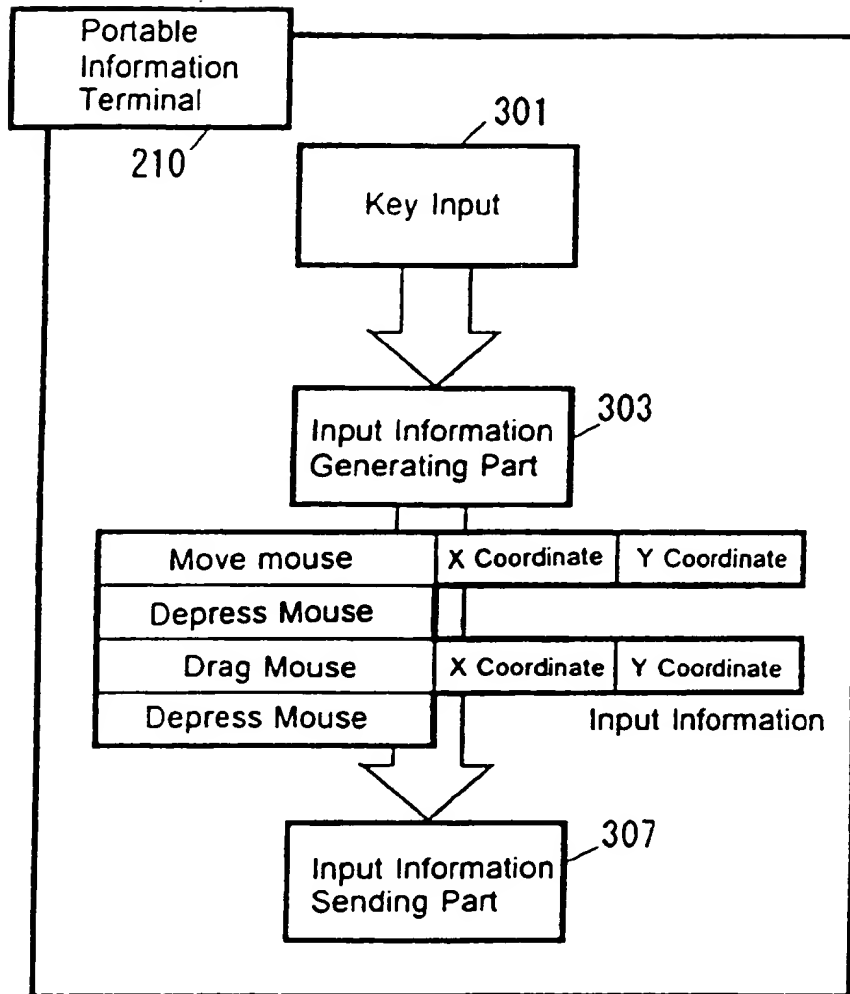 Portable
Information
Terminal
210
301
Key Input
303
Input Information
Generating Part
Move mouse X Coordinate Y Coordinate
Depress Mouse
Drag Mouse X Coordinate Y Coordinate
Depress Mouse
Input Information
307
Input Information
Sending Part